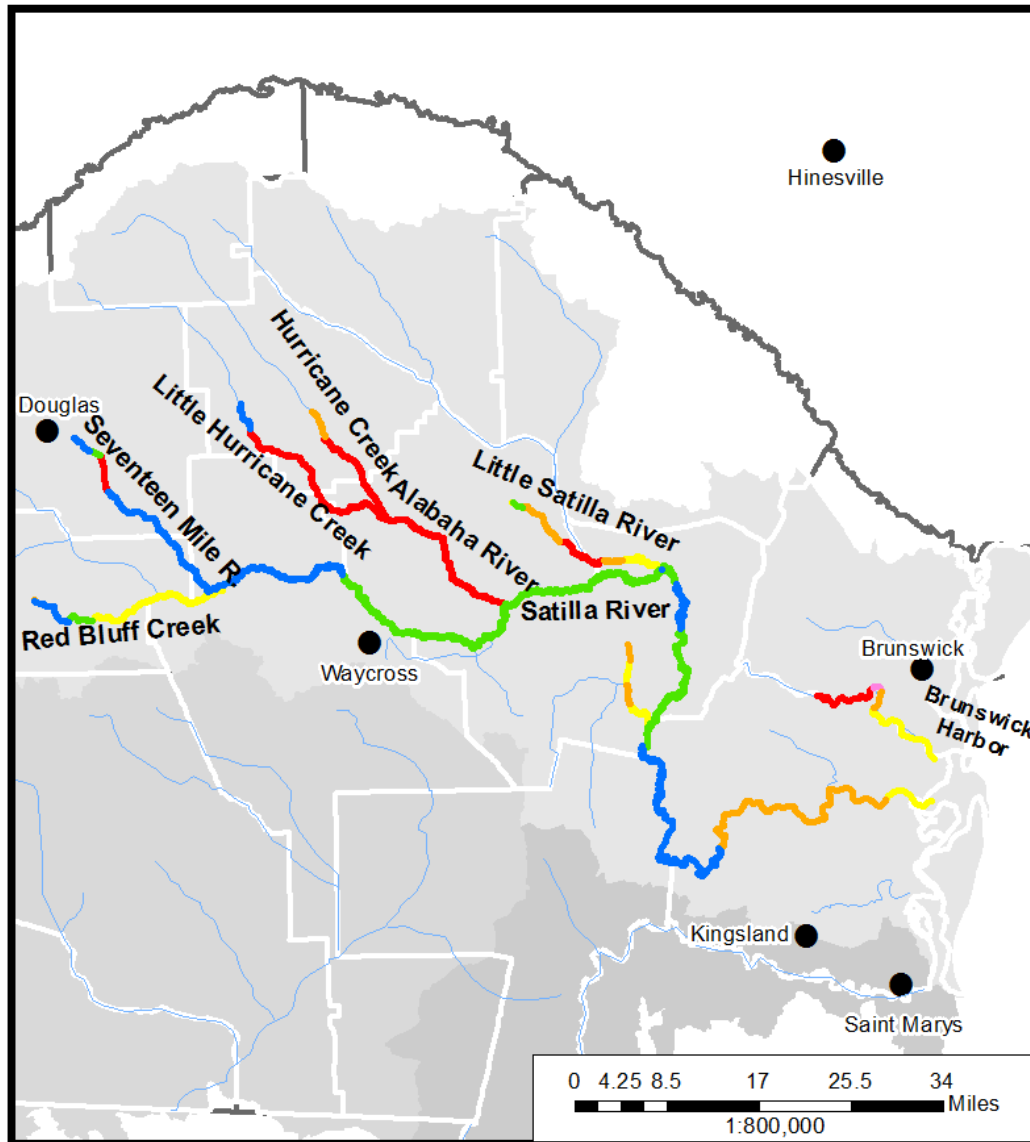 Hinesville
Douglas
Hurricane Creek
Little Hurricane Creek
Seventeen Mile R.
Alabaha River
Little Satilla River
Satilla River
Red Bluff Creek
Waycross
Brunswick
Brunswick
Harbor
Kingsland
Saint Marys
0 4.25 8.5 17 25.5 34
Miles
1:800,000